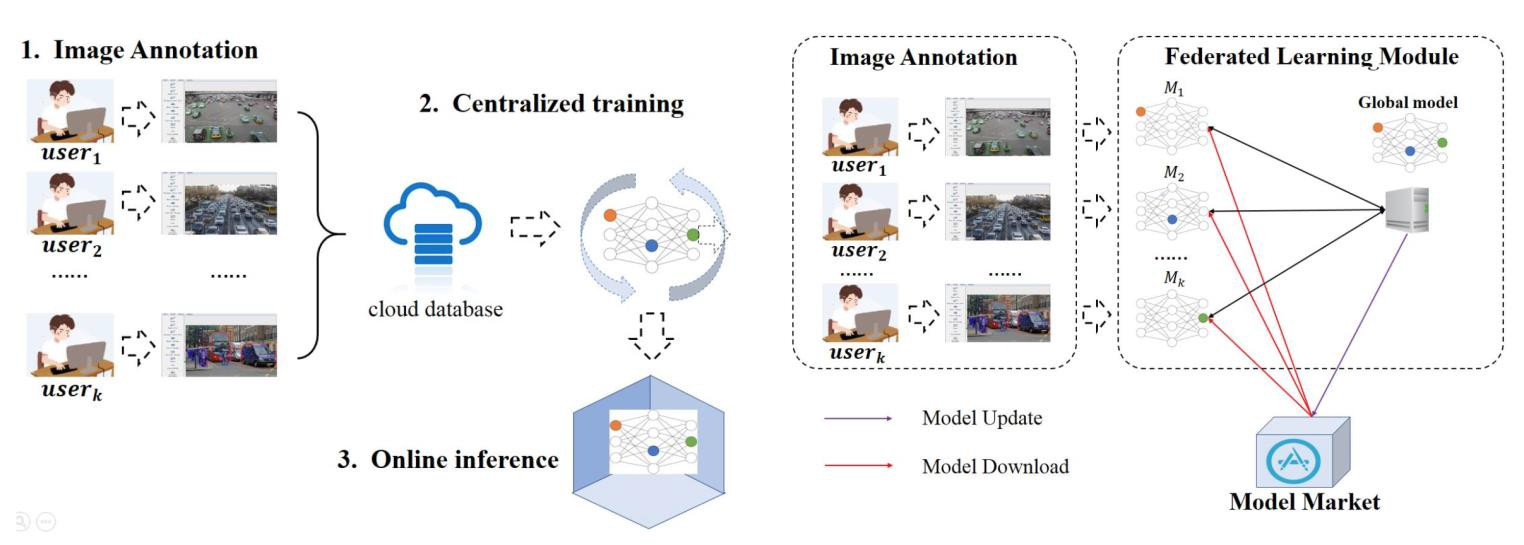 1. Image Annotation
user₁
user₂
......
......
userₖ
2. Centralized training
cloud database
3. Online inference
Image Annotation
user₁
user₂
......
......
userₖ
Federated Learning Module
M₁
M₂
......
Mₖ
Global model
Model Update
Model Download
Model Market